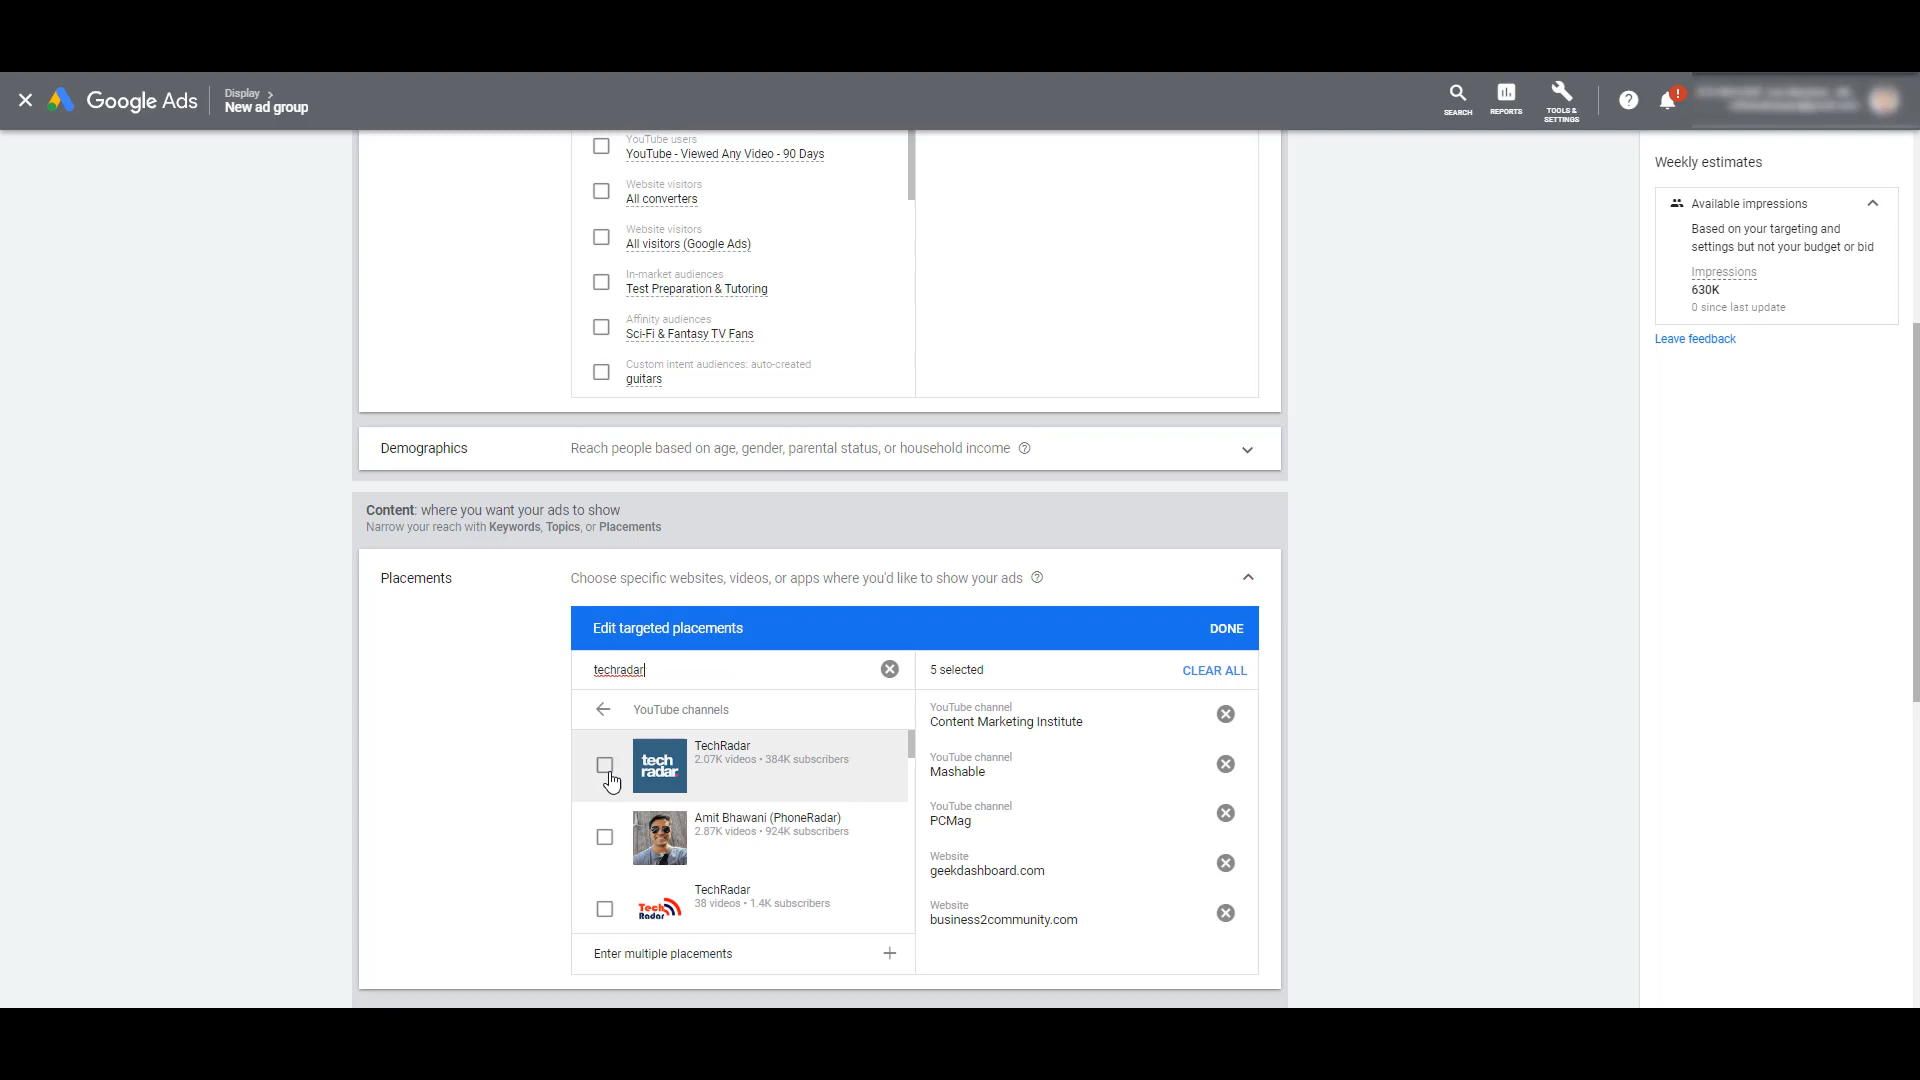 Google Ads
Display >
New ad group
SEARCH
REPORTS
TOOLS &
SETTINGS
YouTube users
YouTube - Viewed Any Video - 90 Days
Website visitors
All converters
Website visitors
All visitors (Google Ads)
In-market audiences
Test Preparation & Tutoring
Affinity audiences
Sci-Fi & Fantasy TV Fans
Custom intent audiences: auto-created
guitars
Weekly estimates
Available impressions
Based on your targeting and
settings but not your budget or bid
Impressions
630K
0 since last update
Leave feedback
Demographics
Reach people based on age, gender, parental status, or household income
Content: where you want your ads to show
Narrow your reach with Keywords, Topics, or Placements
Placements
Choose specific websites, videos, or apps where you'd like to show your ads
Edit targeted placements
DONE
techradar
5 selected
CLEAR ALL
YouTube channels
tech
radar.
TechRadar
2.07K videos • 384K subscribers
Amit Bhawani (PhoneRadar)
2.87K videos • 924K subscribers
Tech
Radar
TechRadar
38 videos • 1.4K subscribers
Enter multiple placements
YouTube channel
Content Marketing Institute
YouTube channel
Mashable
YouTube channel
PCMag
Website
geekdashboard.com
Website
business2community.com